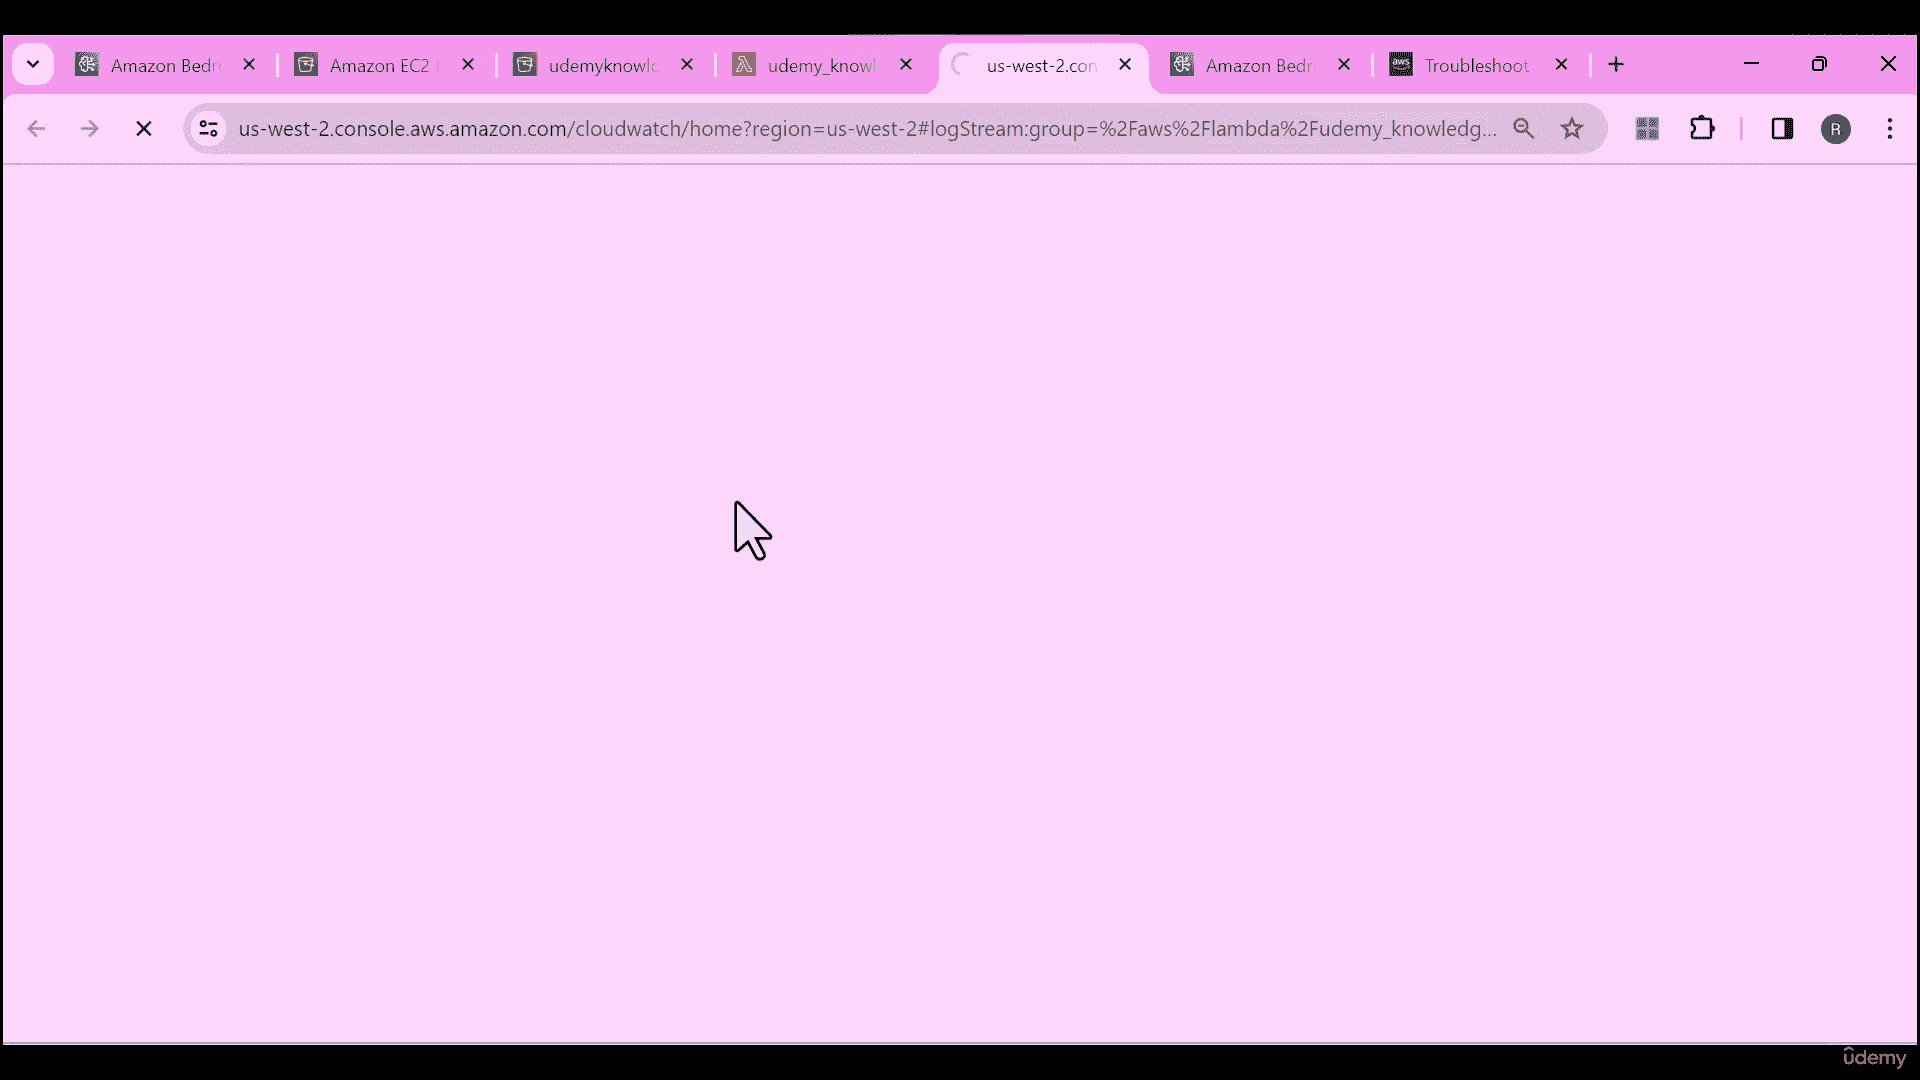 Amazon Bedr
Amazon EC2
udemyknowl
udemy_knowl
us-west-2.con
Amazon Bedr
aws
Troubleshoot
us-west-2.console.aws.amazon.com/cloudwatch/home?region=us-west-2#logStream:group=%2Faws%2Flambda%2Fudemy_knowledg...
R
udemy